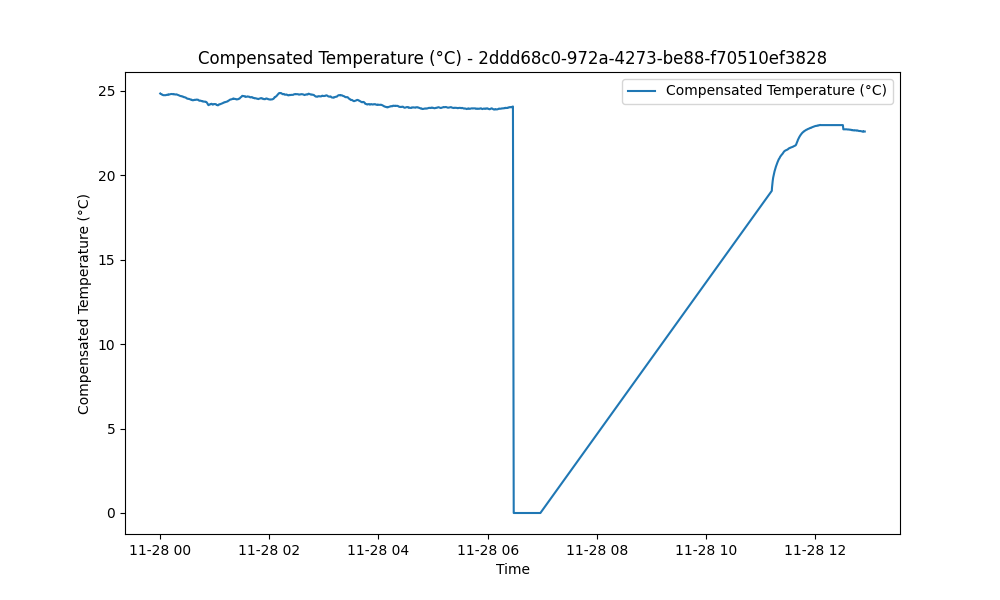 Compensated Temperature (°C) - 2ddd68c0-972a-4273-be88-f70510ef3828
Compensated Temperature (°C)
Compensated Temperature (°C)
25
20
15
10
5
0
11-28 00 11-28 02 11-28 04 11-28 06 11-28 08 11-28 10 11-28 12
Time